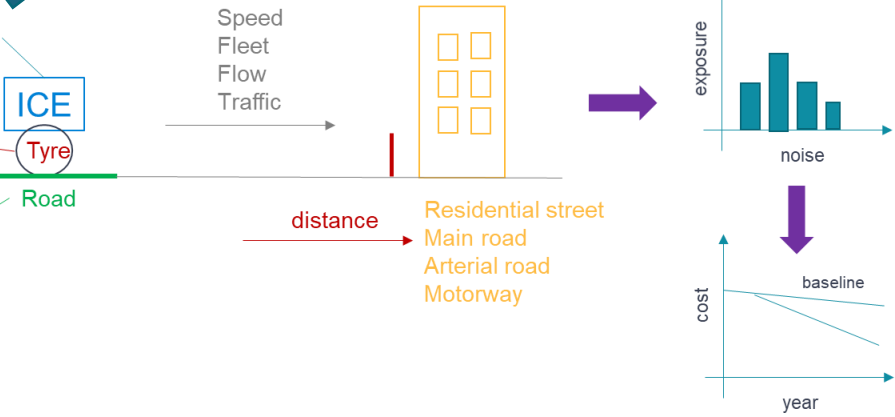 Speed
Fleet
Flow
Traffic
ICE
Tyre
Road
distance
Residential street
Main road
Arterial road
Motorway
exposure
noise
cost
baseline
year